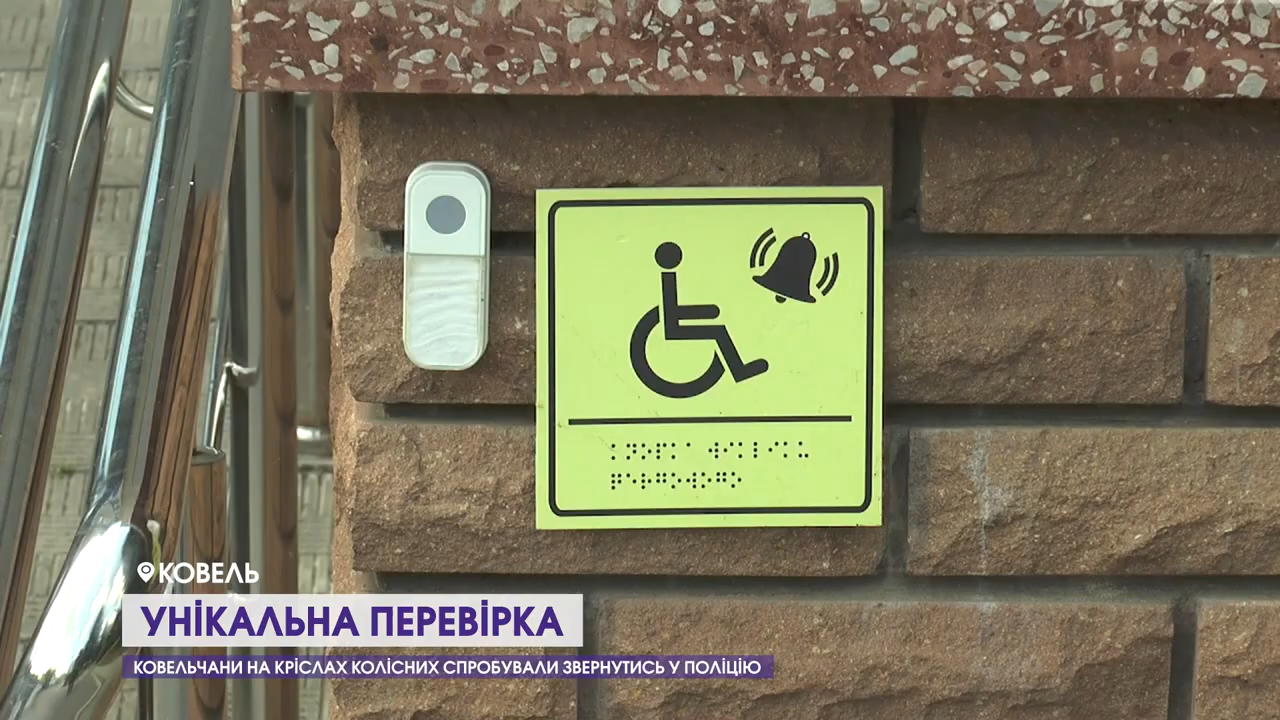 КОВЕЛЬ
УНІКАЛЬНА ПЕРЕВІРКА
КОВЕЛЬЧАНИ НА КРІСЛАХ КОЛІСНИХ СПРОБУВАЛИ ЗВЕРНУТИСЬ У ПОЛІЦІЮ